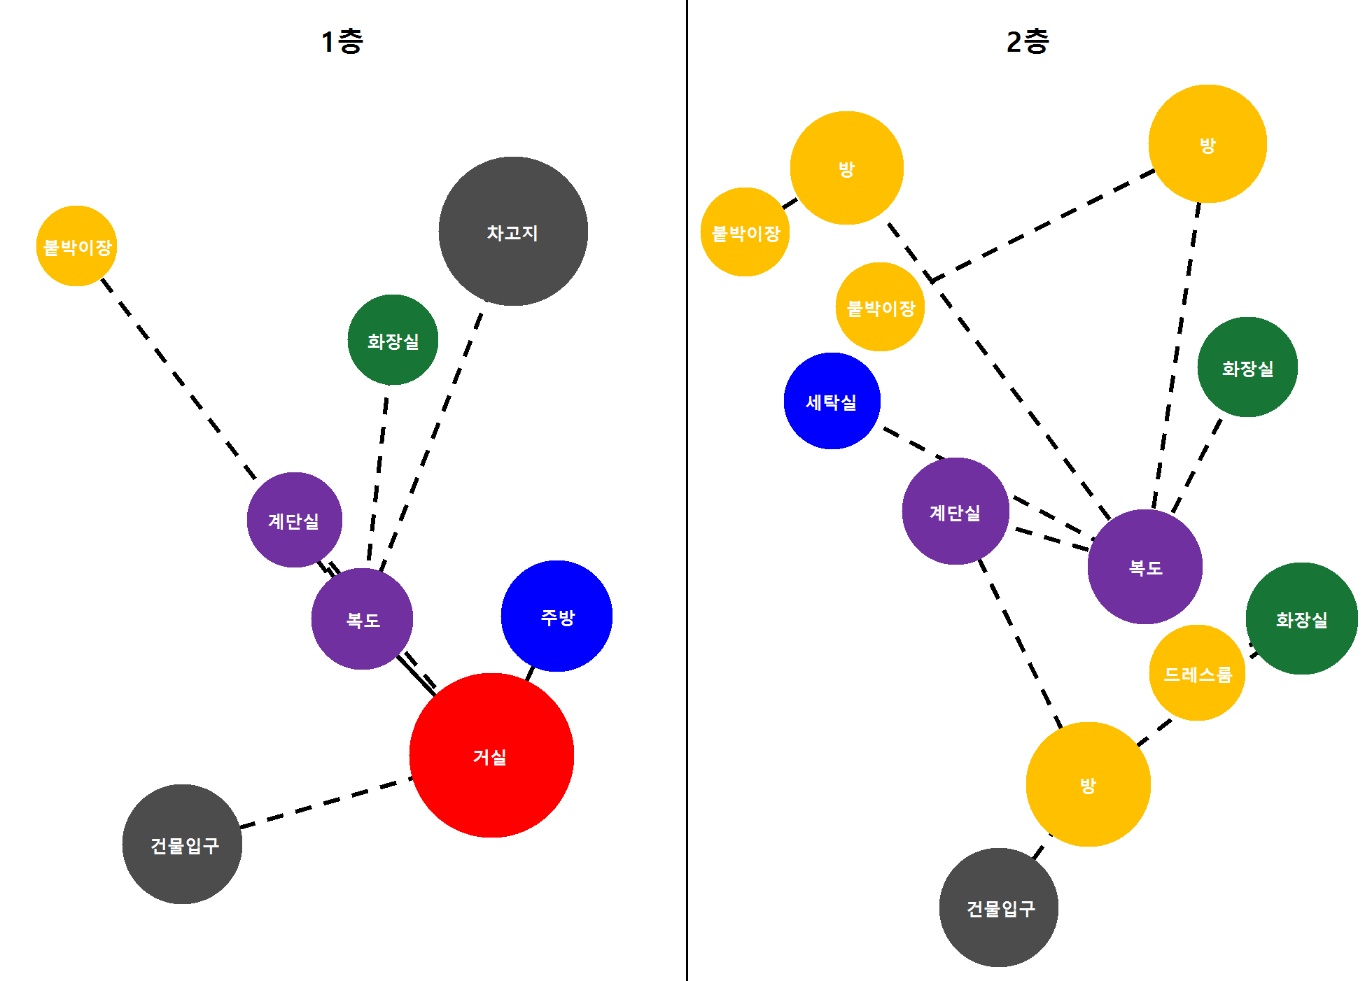 1층
붙박이장
차고지
화장실
계단실
복도
주방
거실
건물입구
2층
방
방
붙박이장
붙박이장
화장실
세탁실
계단실
복도
화장실
드레스룸
방
건물입구